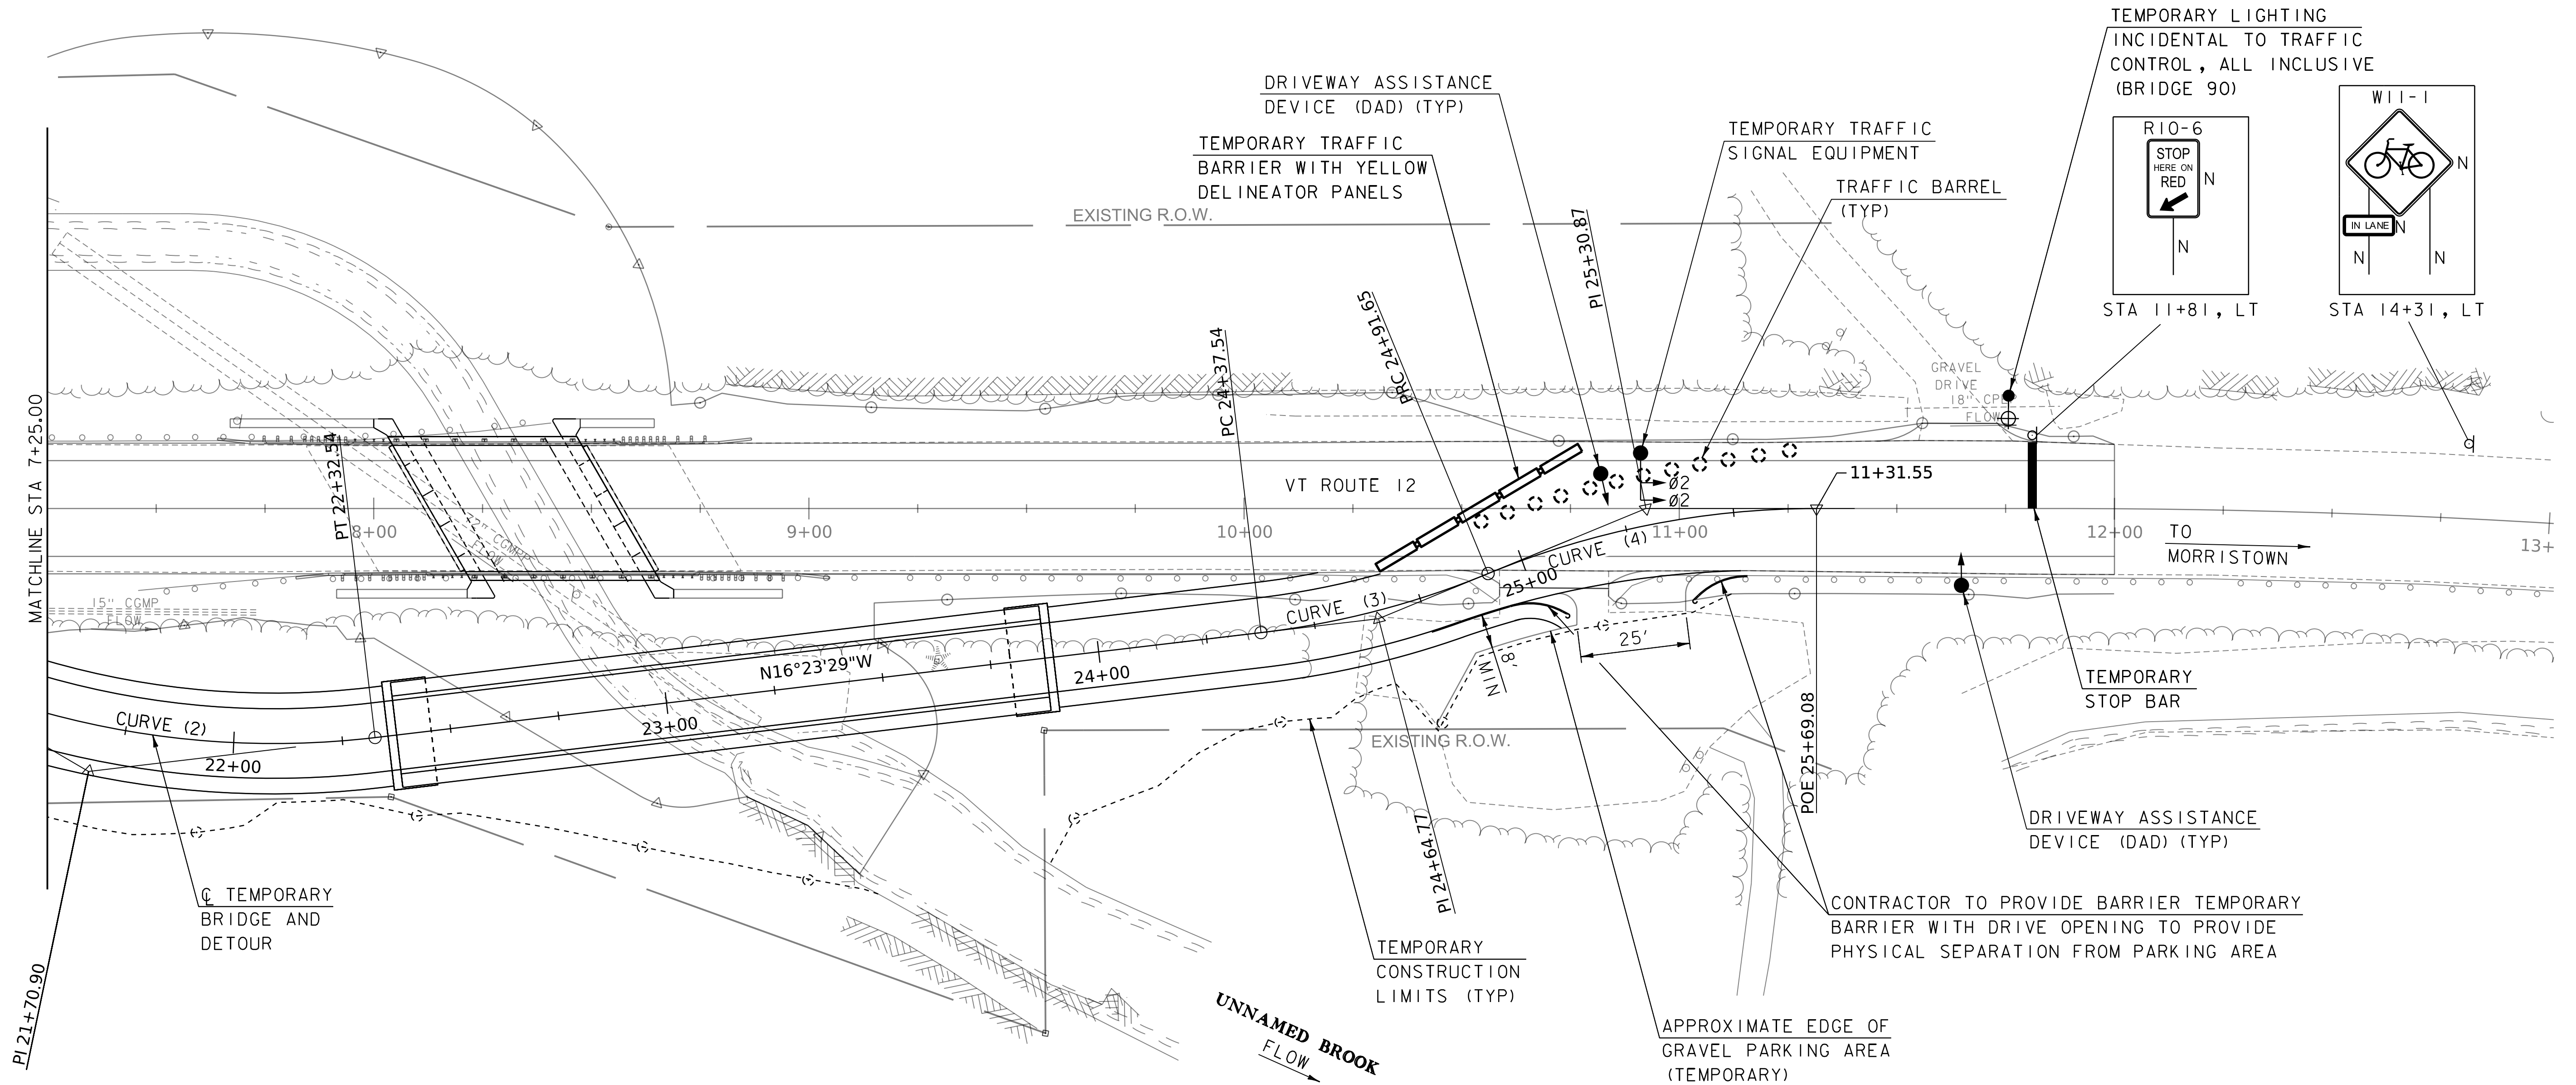 TEMPORARY LIGHTING
INCIDENTAL TO TRAFFIC
CONTROL, ALL INCLUSIVE
(BRIDGE 90)
W11-1
N
IN LANE
N
N
N
STA 14+31, LT
R10-6
STOP
HERE ON
RED
N
N
STA 11+81, LT
DRIVEWAY ASSISTANCE
DEVICE (DAD) (TYP)
TEMPORARY TRAFFIC
BARRIER WITH YELLOW
DELINEATOR PANELS
TEMPORARY TRAFFIC
SIGNAL EQUIPMENT
TRAFFIC BARREL
(TYP)
EXISTING R.O.W.
PI 25+30.87
PRC 24+91.65
PC 24+37.54
PT 22+32.54
MATCHLINE STA 7+25.00
GRAVEL
DRIVE
18" CPEP
FLOW
VT ROUTE 12
Ø2
Ø2
11+31.55
8+00
9+00
10+00
11+00
12+00
13+
TO
MORRISTOWN
72" CGMPP
FLOW
15" CGMP
FLOW
CURVE (4)
25+00
CURVE (3)
25'
8'
MIN
N16°23'29"W
24+00
23+00
22+00
CURVE (2)
TEMPORARY
STOP BAR
EXISTING R.O.W.
POE 25+69.08
PI 24+64.77
PI 21+70.90
DRIVEWAY ASSISTANCE
DEVICE (DAD) (TYP)
℄ TEMPORARY
BRIDGE AND
DETOUR
CONTRACTOR TO PROVIDE BARRIER TEMPORARY
BARRIER WITH DRIVE OPENING TO PROVIDE
PHYSICAL SEPARATION FROM PARKING AREA
TEMPORARY
CONSTRUCTION
LIMITS (TYP)
APPROXIMATE EDGE OF
GRAVEL PARKING AREA
(TEMPORARY)
UNNAMED BROOK
FLOW